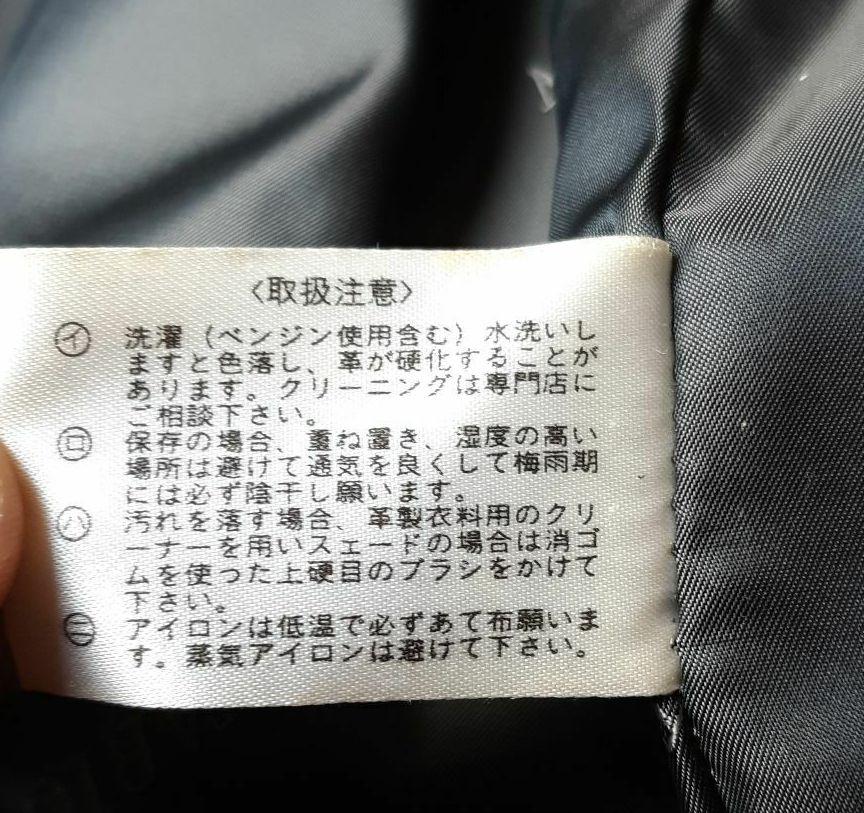 〈取扱注意〉
㋑ 洗濯（ベンジン使用含む）水洗いし
ますと色落し、革が硬化することが
あります。クリーニングは専門店に
ご相談下さい。
㋺ 保存の場合、重ね置き、湿度の高い
場所は避けて通気を良くして梅雨期
には必ず陰干し願います。
㋩ 汚れを落す場合、革製衣料用のクリ
ーナーを用いスェードの場合は消ゴ
ムを使った上硬目のブラシをかけて
下さい。
㋥ アイロンは低温で必ずあて布願いま
す。蒸気アイロンは避けて下さい。